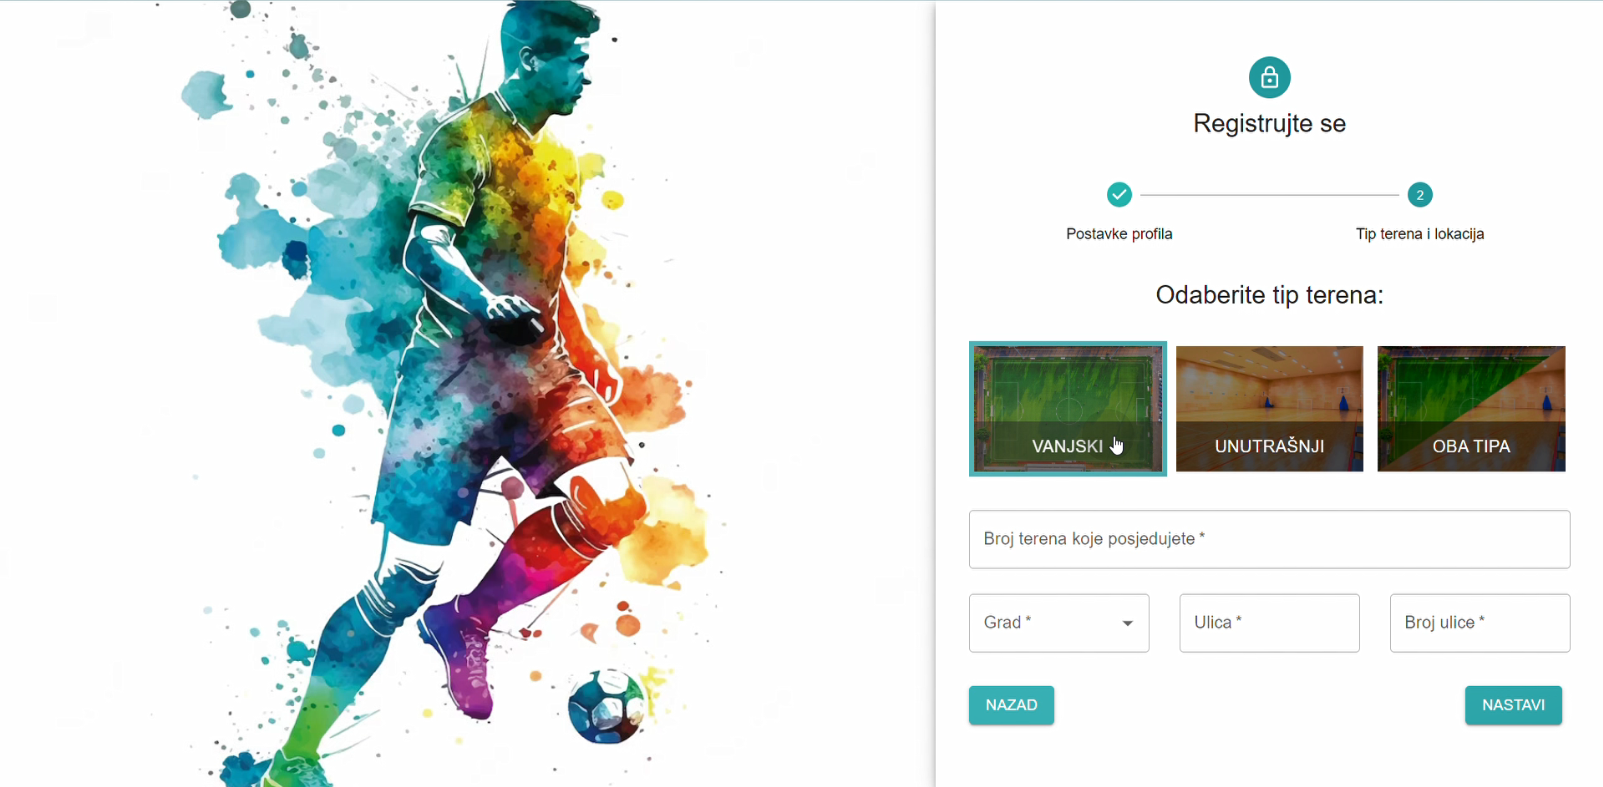 Registrujte se
2
Postavke profila
Tip terena i lokacija
Odaberite tip terena:
VANJSKI
UNUTRAŠNJI
OBA TIPA
Broj terena koje posjedujete *
Grad *
Ulica *
Broj ulice *
NAZAD
NASTAVI